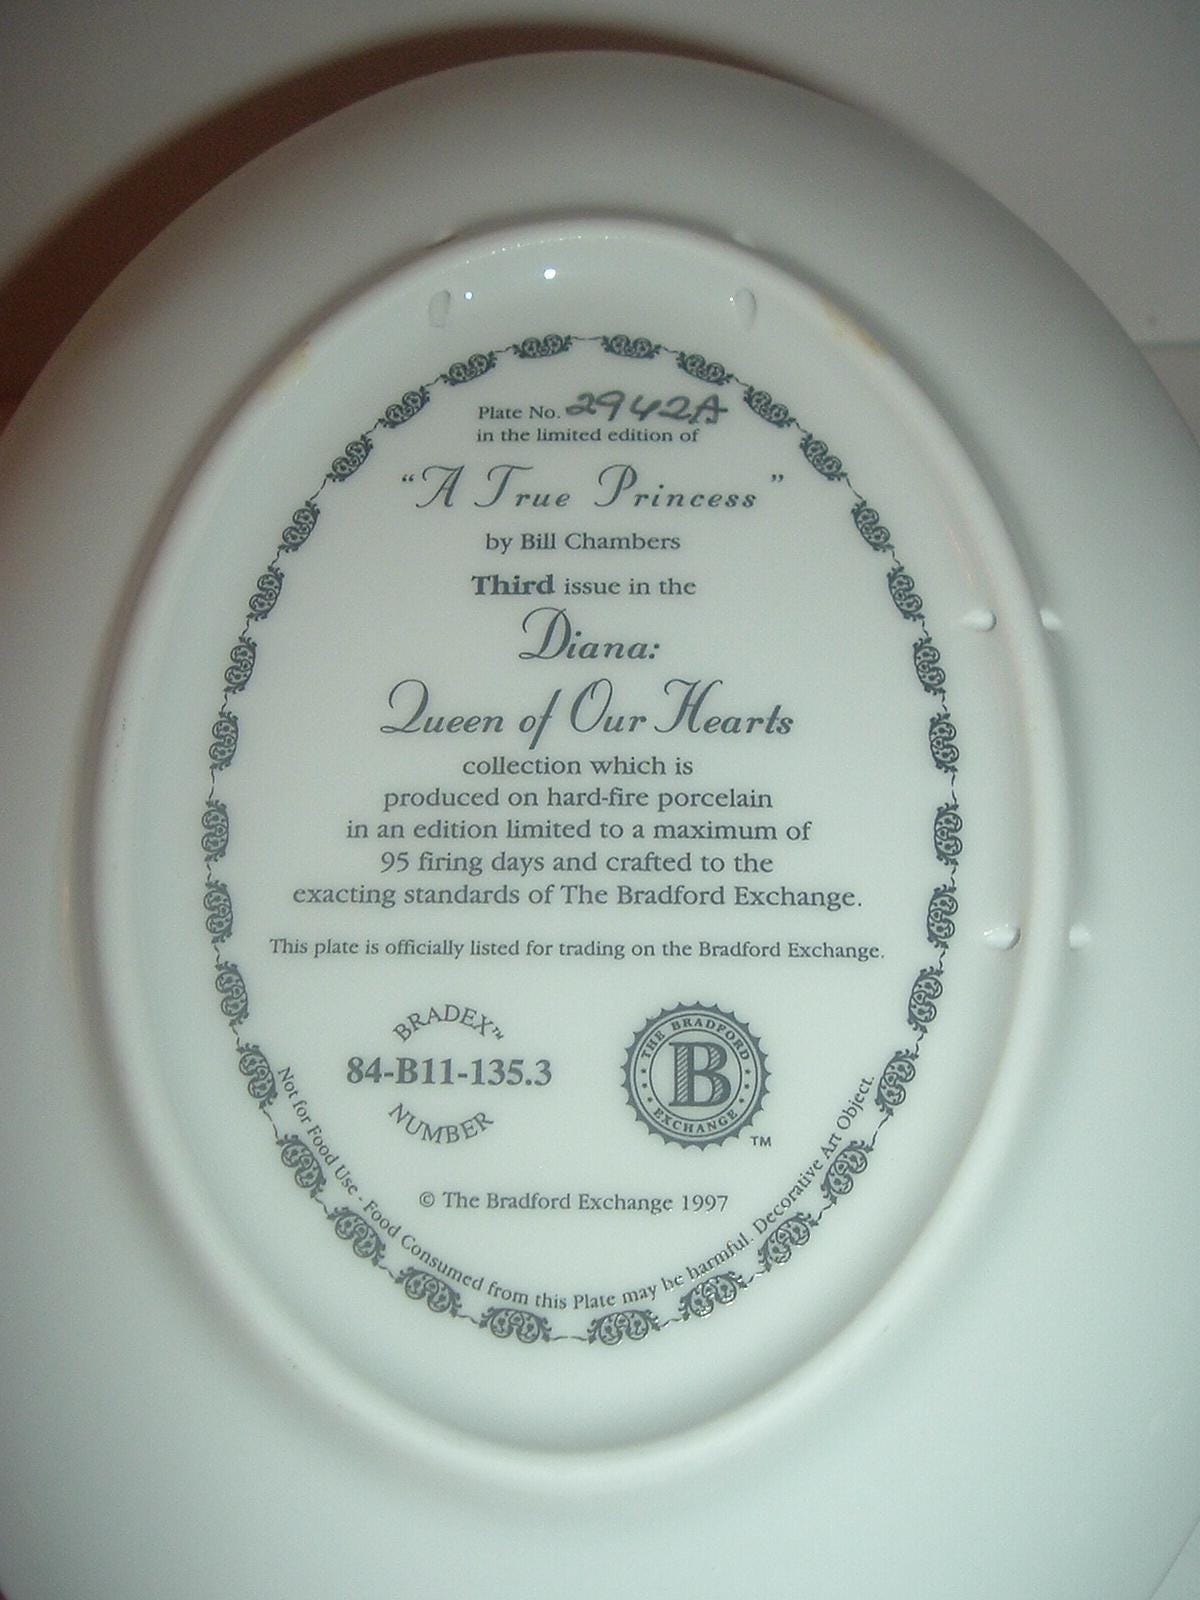 Plate No. 2942A
in the limited edition of
“A True Princess”
by Bill Chambers
Third issue in the
Diana:
Queen of Our Hearts
collection which is
produced on hard-fire porcelain
in an edition limited to a maximum of
95 firing days and crafted to the
exacting standards of The Bradford Exchange.
This plate is officially listed for trading on the Bradford Exchange.
BRADEX™
84-B11-135.3
NUMBER
THE BRADFORD
B
EXCHANGE
TM
© The Bradford Exchange 1997
Not for Food Use - Food Consumed from this Plate may be harmful. Decorative Art Object.